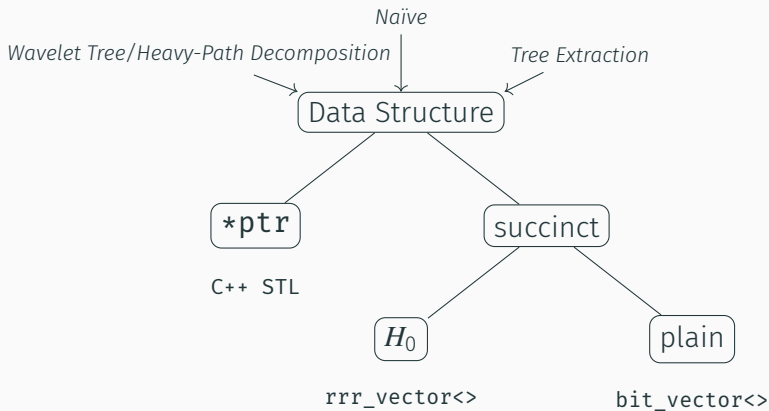 Naïve
Wavelet Tree/Heavy-Path Decomposition
Tree Extraction
Data Structure
*ptr
succinct
C++ STL
H₀
plain
rrr_vector<>
bit_vector<>